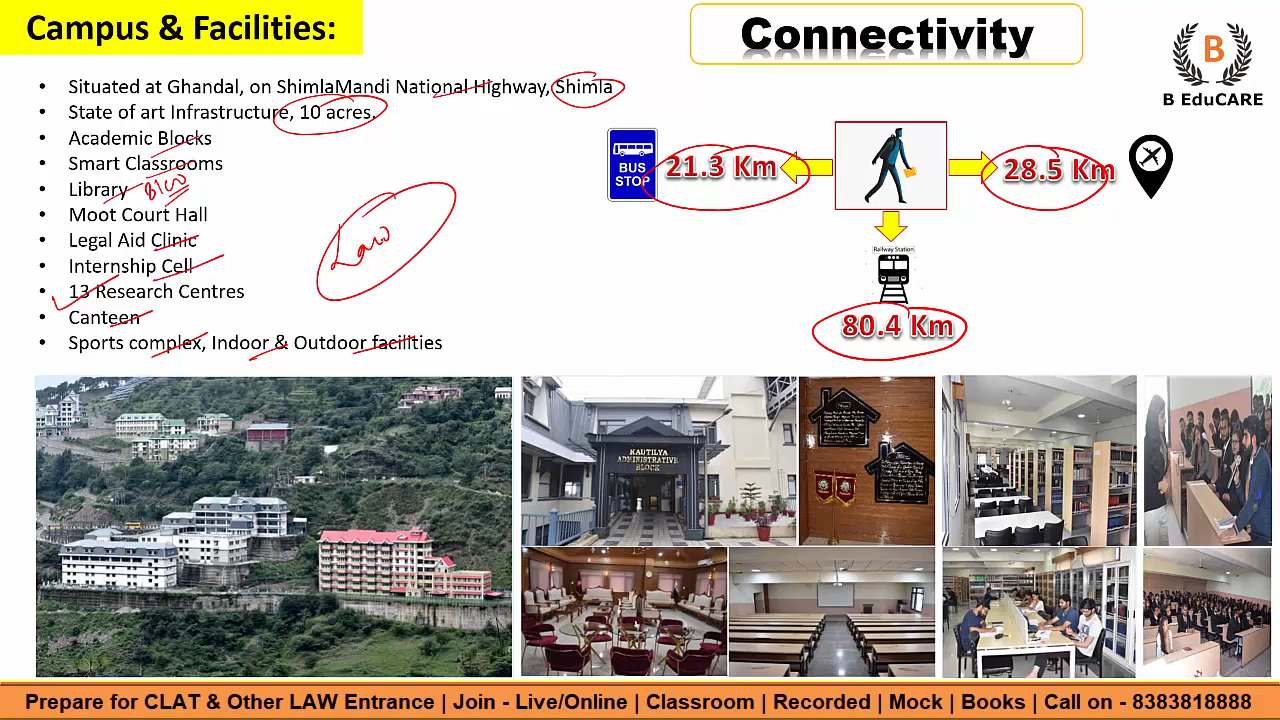 Campus & Facilities:
Connectivity
B
B EduCARE
• Situated at Ghandal, on ShimlaMandi National Highway, Shimla
• State of art Infrastructure, 10 acres.
• Academic Blocks
• Smart Classrooms
• Library
• Moot Court Hall
• Legal Aid Clinic
• Internship Cell
• 13 Research Centres
• Canteen
• Sports complex, Indoor & Outdoor facilities
Law
BUS
STOP
21.3 Km
28.5 Km
Railway Station
80.4 Km
KAUTILYA
ADMINISTRATIVE
BLOCK
Prepare for CLAT & Other LAW Entrance | Join - Live/Online | Classroom | Recorded | Mock | Books | Call on - 8383818888